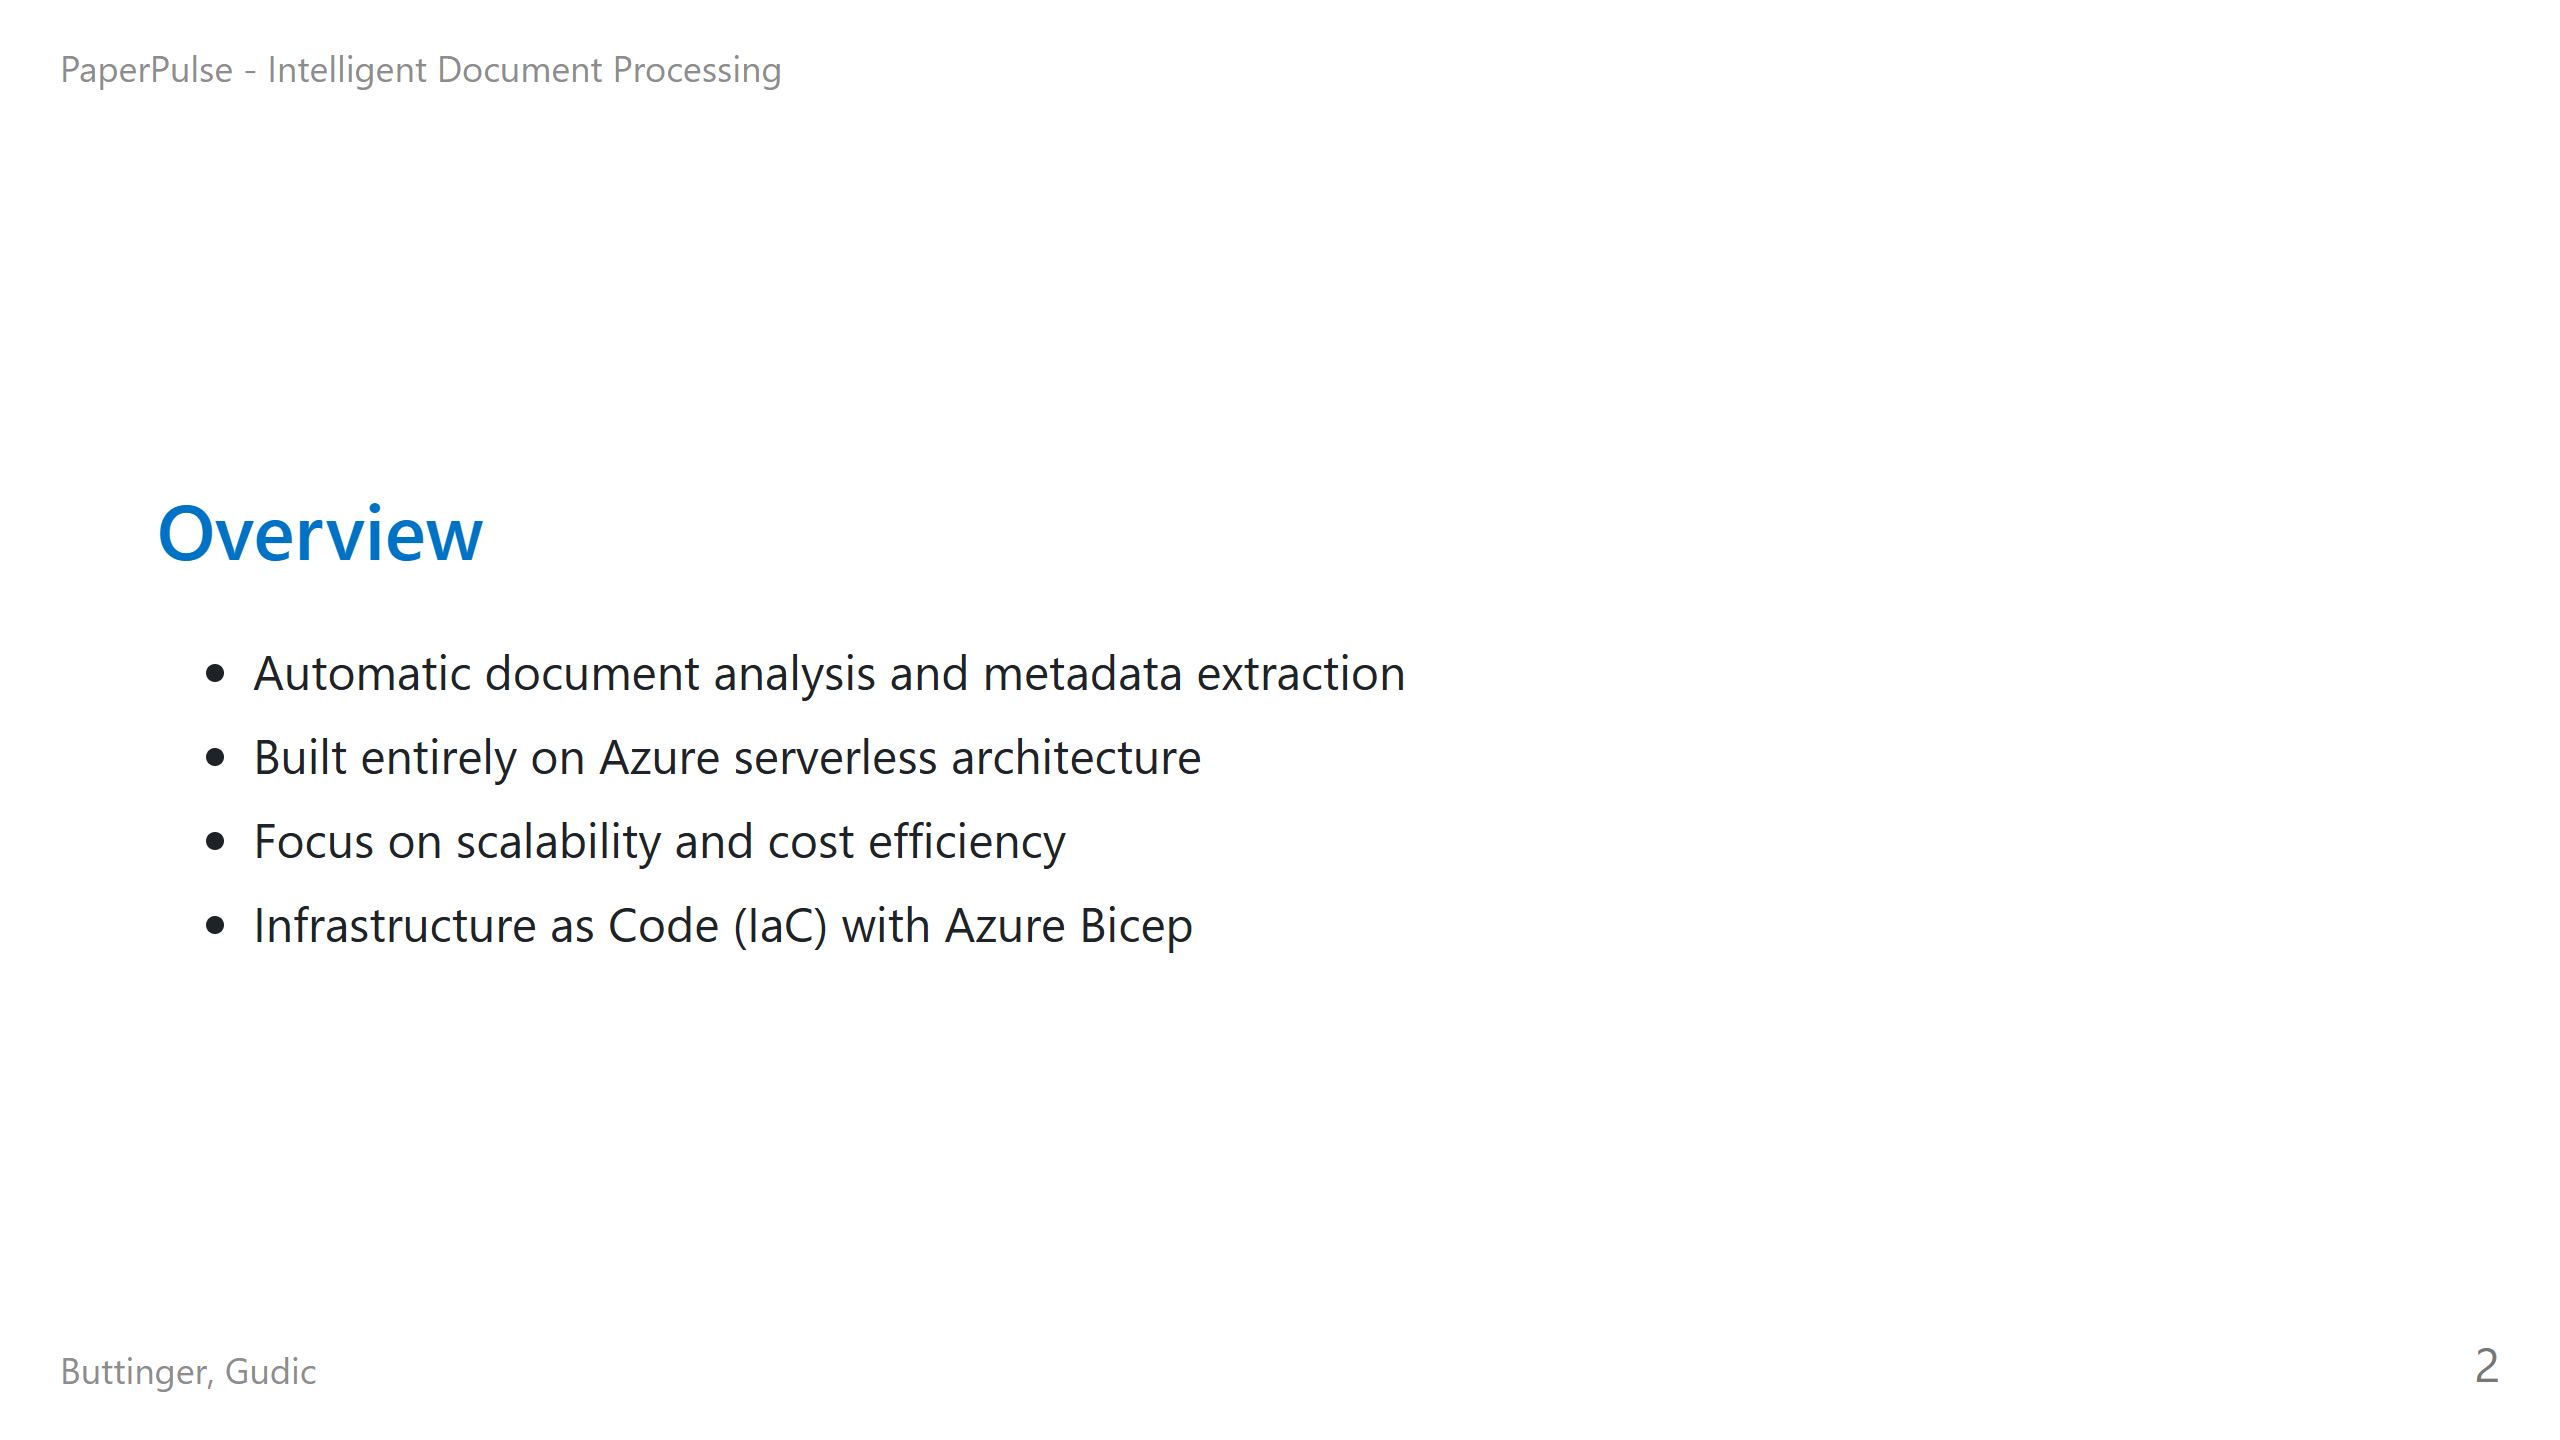 PaperPulse - Intelligent Document Processing
Overview
• Automatic document analysis and metadata extraction
• Built entirely on Azure serverless architecture
• Focus on scalability and cost efficiency
• Infrastructure as Code (IaC) with Azure Bicep
Buttinger, Gudic
2